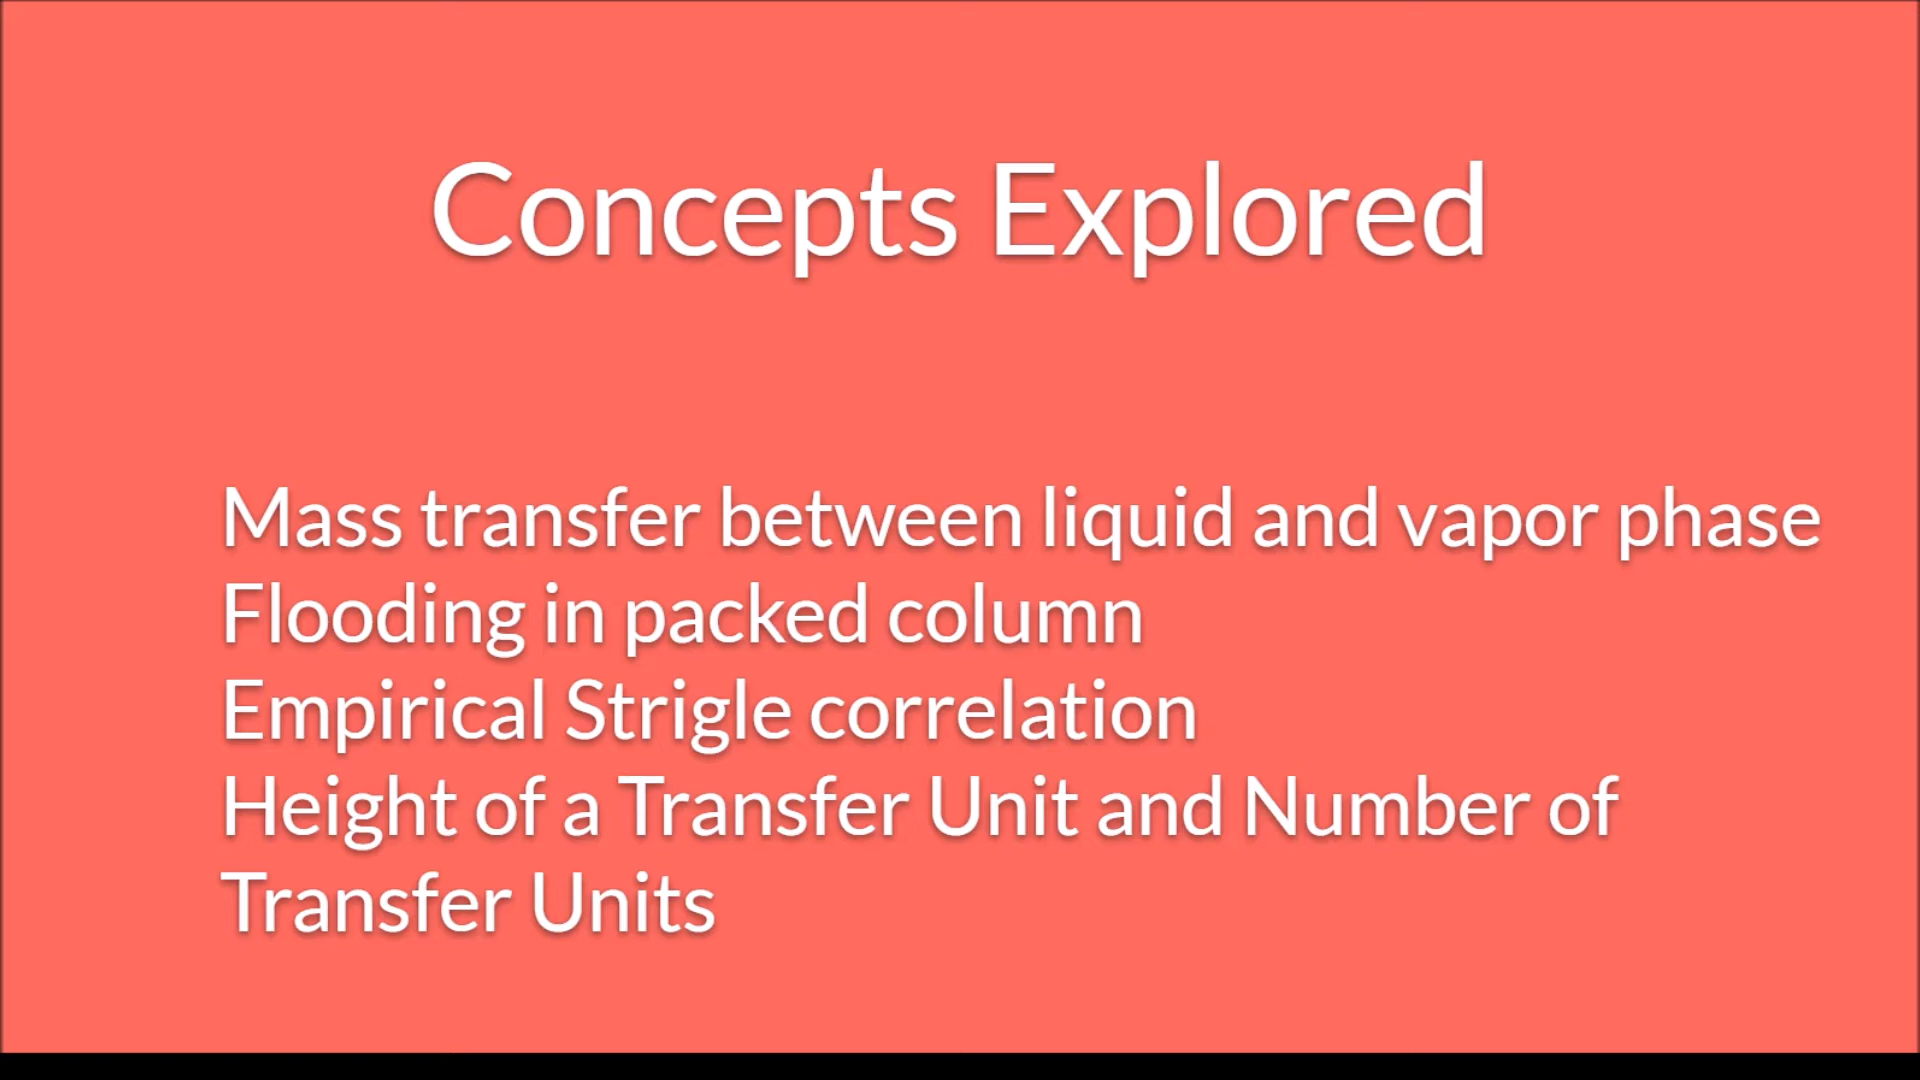 Concepts Explored
Mass transfer between liquid and vapor phase
Flooding in packed column
Empirical Strigle correlation
Height of a Transfer Unit and Number of
Transfer Units